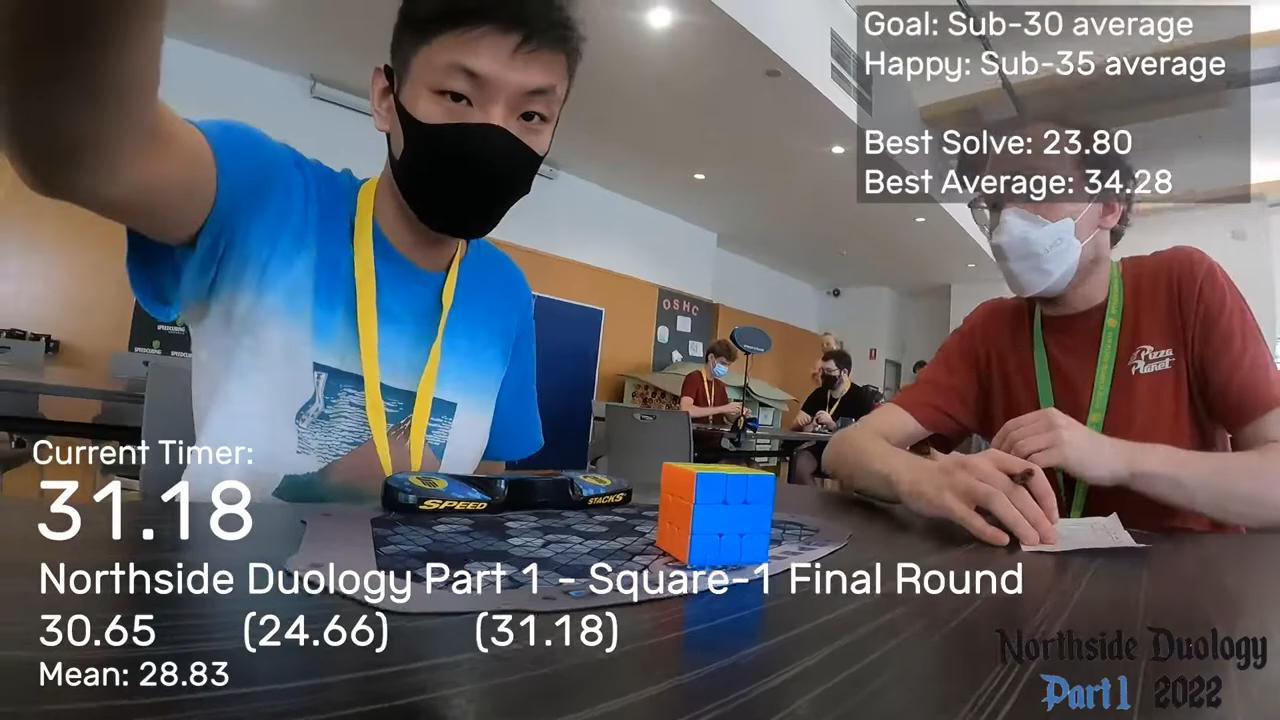 Goal: Sub-30 average
Happy: Sub-35 average
Best Solve: 23.80
Best Average: 34.28
OSHC
Pizza
Planet
Current Timer:
31.18
SPEED STACKS
Northside Duology Part 1 - Square-1 Final Round
30.65 (24.66) (31.18)
Mean: 28.83
Northside Duology
Part 1 2022